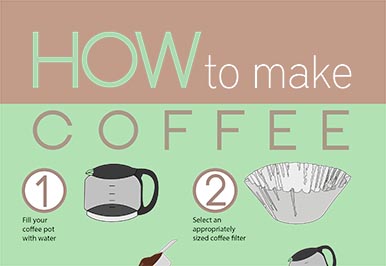 HOW to make
COFFEE
1
Fill your
coffee pot
with water
2
Select an
appropriately
sized coffee filter